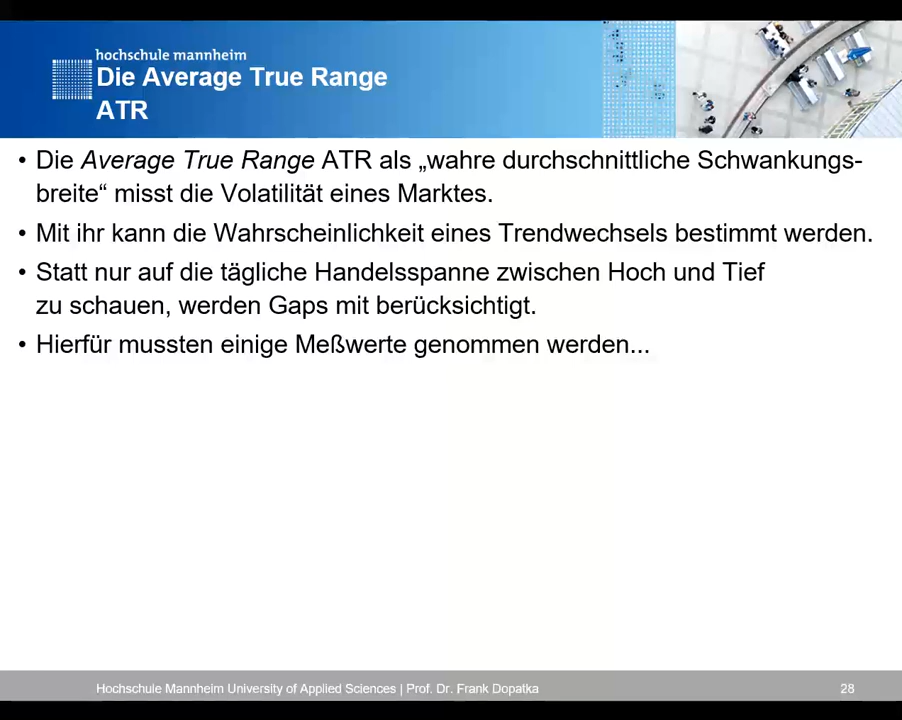 hochschule mannheim
Die Average True Range
ATR
• Die Average True Range ATR als „wahre durchschnittliche Schwankungs-
breite“ misst die Volatilität eines Marktes.
• Mit ihr kann die Wahrscheinlichkeit eines Trendwechsels bestimmt werden.
• Statt nur auf die tägliche Handelsspanne zwischen Hoch und Tief
zu schauen, werden Gaps mit berücksichtigt.
• Hierfür mussten einige Meßwerte genommen werden...
Hochschule Mannheim University of Applied Sciences | Prof. Dr. Frank Dopatka
28